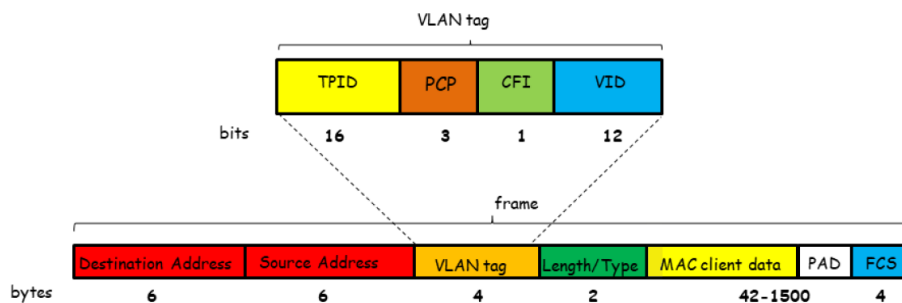 VLAN tag
TPID PCP CFI VID
bits 16 3 1 12
frame
Destination Address Source Address VLAN tag Length/Type MAC client data PAD FCS
bytes 6 6 4 2 42-1500 4